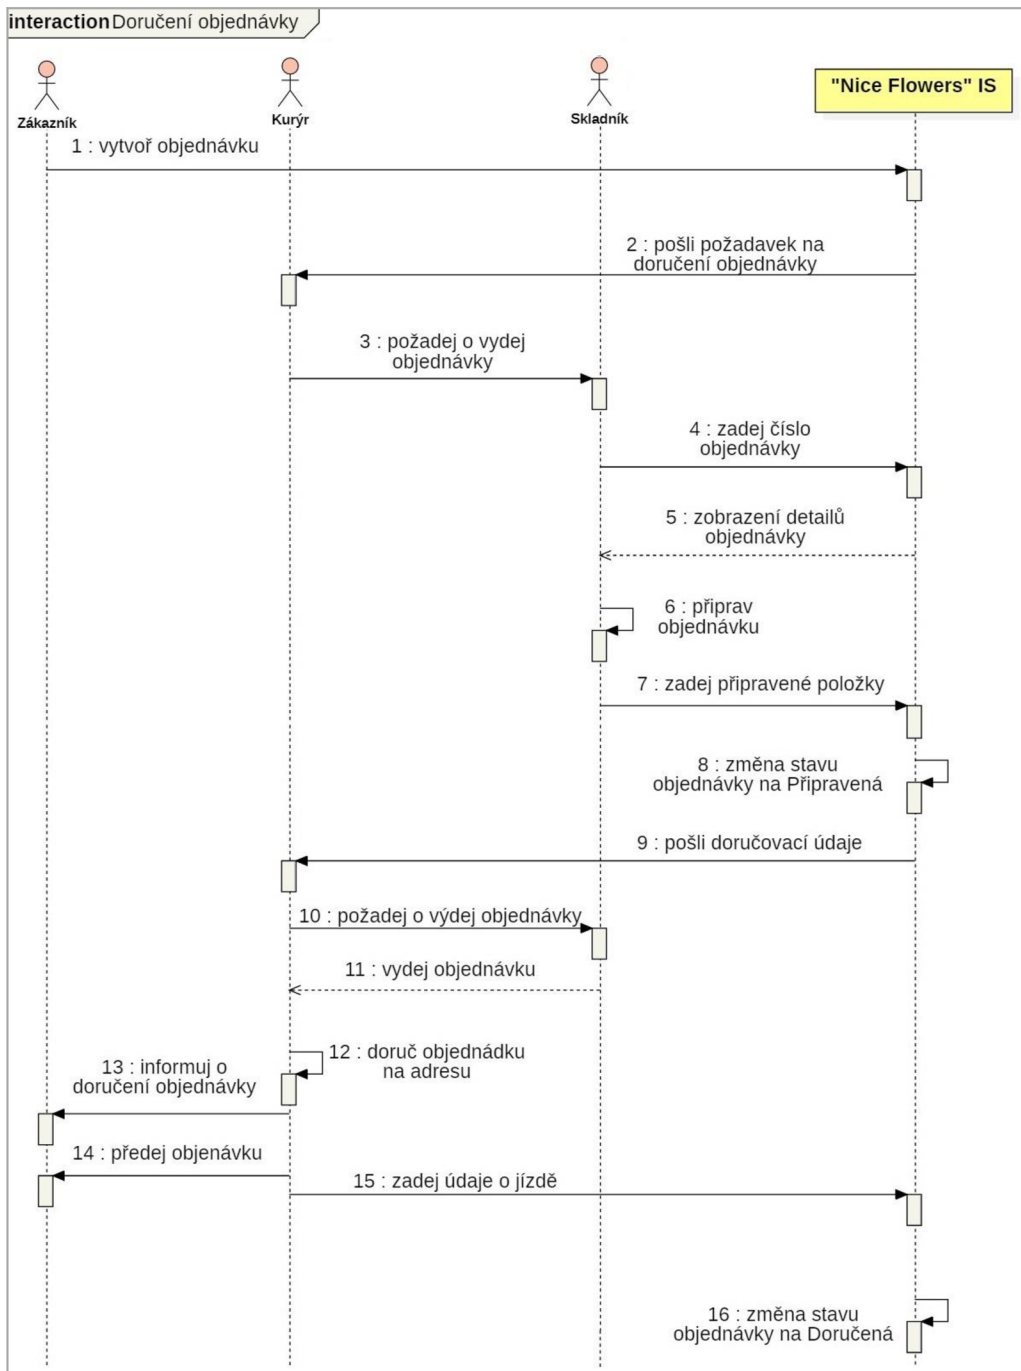 interaction Doručení objednávky
Zákazník
Kurýr
Skladník
"Nice Flowers" IS
1 : vytvoř objednávku
2 : pošli požadavek na
doručení objednávky
3 : požadej o vydej
objednávky
4 : zadej číslo
objednávky
5 : zobrazení detailů
objednávky
6 : připrav
objednávku
7 : zadej připravené položky
8 : změna stavu
objednávky na Připravená
9 : pošli doručovací údaje
10 : požadej o výdej objednávky
11 : vydej objednávku
12 : doruč objednádku
na adresu
13 : informuj o
doručení objednávky
14 : předej objenávku
15 : zadej údaje o jízdě
16 : změna stavu
objednávky na Doručená